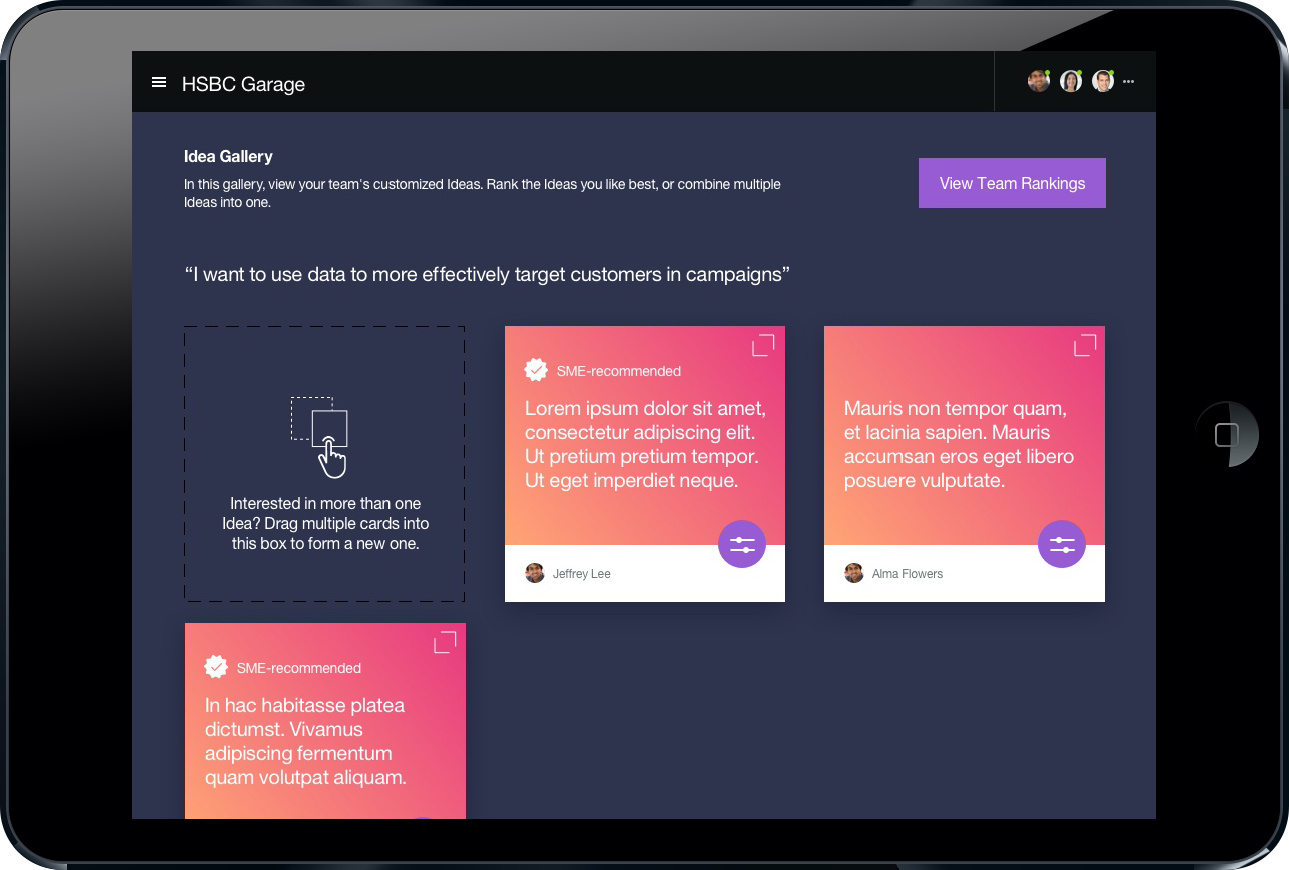 HSBC Garage
Idea Gallery
In this gallery, view your team's customized Ideas. Rank the Ideas you like best, or combine multiple
Ideas into one.
View Team Rankings
“I want to use data to more effectively target customers in campaigns”
Interested in more than one
Idea? Drag multiple cards into
this box to form a new one.
SME-recommended
Lorem ipsum dolor sit amet,
consectetur adipiscing elit.
Ut pretium pretium tempor.
Ut eget imperdiet neque.
Jeffrey Lee
Mauris non tempor quam,
et lacinia sapien. Mauris
accumsan eros eget libero
posuere vulputate.
Alma Flowers
SME-recommended
In hac habitasse platea
dictumst. Vivamus
adipiscing fermentum
quam volutpat aliquam.